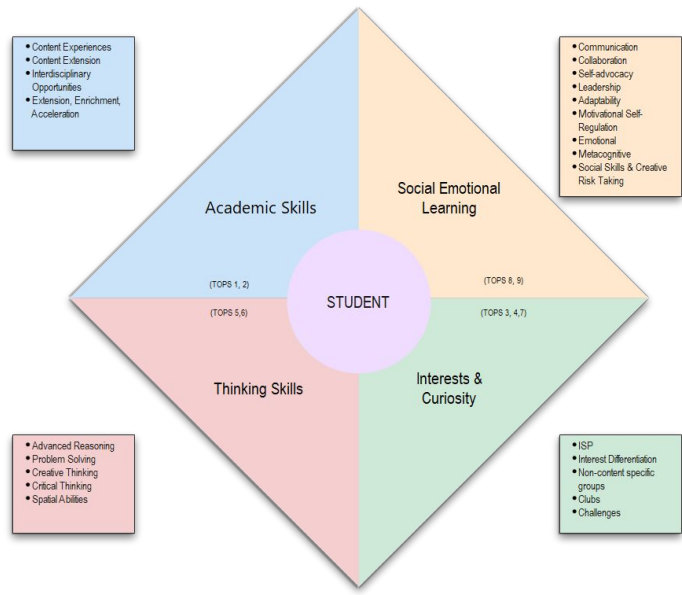 • Content Experiences
• Content Extension
• Interdisciplinary
Opportunities
• Extension, Enrichment,
Acceleration
• Communication
• Collaboration
• Self-advocacy
• Leadership
• Adaptability
• Motivational Self-
Regulation
• Emotional
• Metacognitive
• Social Skills & Creative
Risk Taking
Academic Skills
Social Emotional
Learning
(TOPS 1, 2)
(TOPS 8, 9)
STUDENT
(TOPS 5,6)
(TOPS 3, 4,7)
Thinking Skills
Interests &
Curiosity
• Advanced Reasoning
• Problem Solving
• Creative Thinking
• Critical Thinking
• Spatial Abilities
• ISP
• Interest Differentiation
• Non-content specific
groups
• Clubs
• Challenges